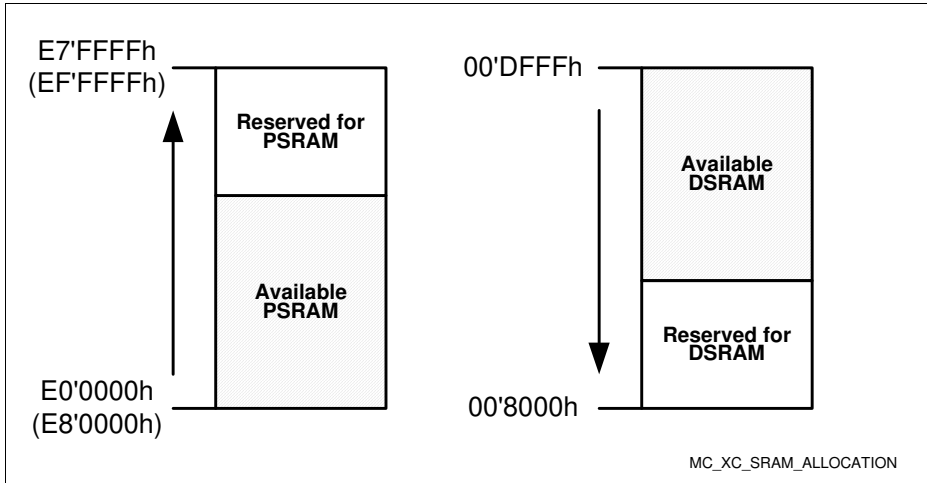 E7'FFFFh
(EF'FFFFh)
Reserved for
PSRAM
Available
PSRAM
E0'0000h
(E8'0000h)
00'DFFFh
Available
DSRAM
Reserved for
DSRAM
00'8000h
MC_XC_SRAM_ALLOCATION